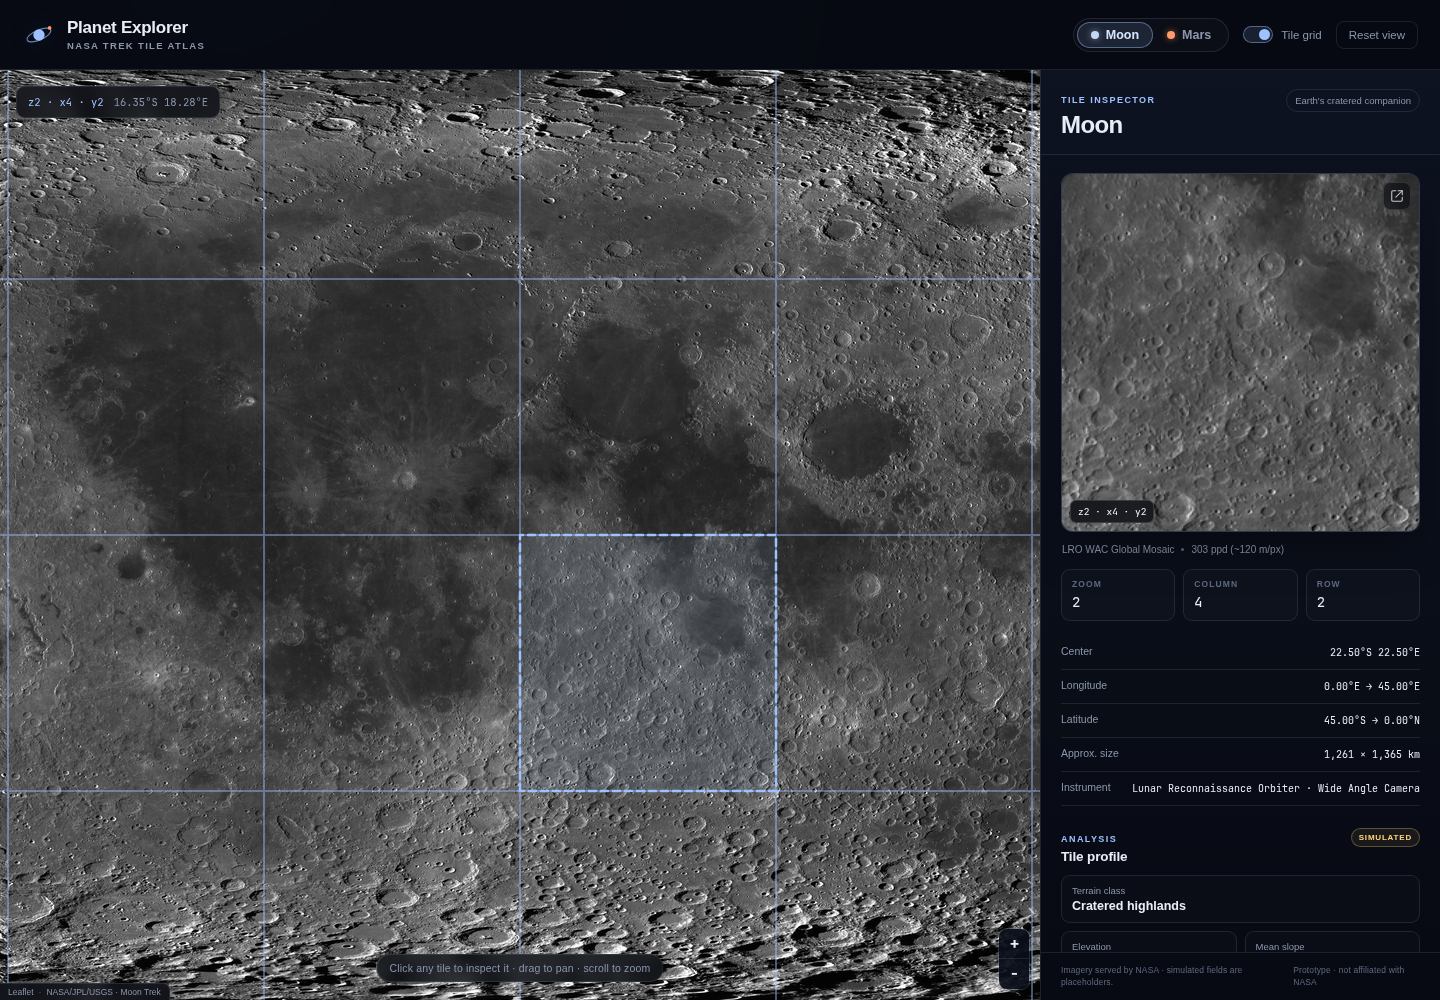 Planet Explorer
NASA TREK TILE ATLAS
Moon
Mars
Tile grid
Reset view
z2 · x4 · y2 16.35°S 18.28°E
TILE INSPECTOR
Earth's cratered companion
Moon
z2 · x4 · y2
LRO WAC Global Mosaic • 303 ppd (~120 m/px)
ZOOM
2
COLUMN
4
ROW
2
Center 22.50°S 22.50°E
Longitude 0.00°E → 45.00°E
Latitude 45.00°S → 0.00°N
Approx. size 1,261 × 1,365 km
Instrument Lunar Reconnaissance Orbiter · Wide Angle Camera
ANALYSIS
SIMULATED
Tile profile
Terrain class
Cratered highlands
Elevation
Mean slope
+
-
Click any tile to inspect it · drag to pan · scroll to zoom
Leaflet · NASA/JPL/USGS · Moon Trek
Imagery served by NASA · simulated fields are
placeholders.
Prototype · not affiliated with
NASA